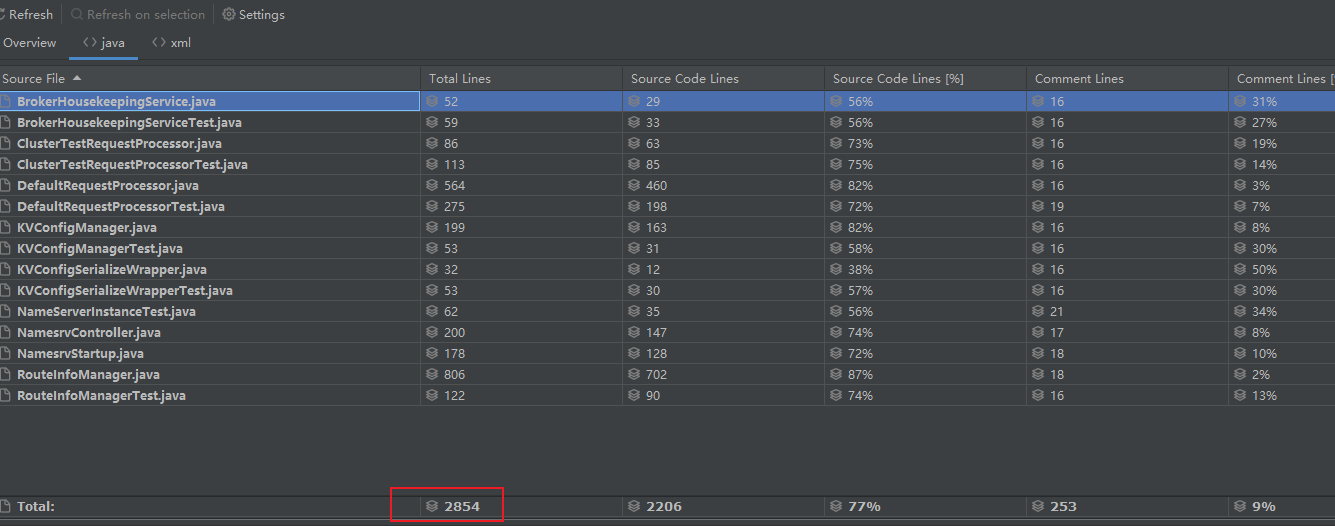 Refresh Refresh on selection Settings
Overview java xml
Source File Total Lines Source Code Lines Source Code Lines [%] Comment Lines Comment Lines [
BrokerHousekeepingService.java 52 29 56% 16 31%
BrokerHousekeepingServiceTest.java 59 33 56% 16 27%
ClusterTestRequestProcessor.java 86 63 73% 16 19%
ClusterTestRequestProcessorTest.java 113 85 75% 16 14%
DefaultRequestProcessor.java 564 460 82% 16 3%
DefaultRequestProcessorTest.java 275 198 72% 19 7%
KVConfigManager.java 199 163 82% 16 8%
KVConfigManagerTest.java 53 31 58% 16 30%
KVConfigSerializeWrapper.java 32 12 38% 16 50%
KVConfigSerializeWrapperTest.java 53 30 57% 16 30%
NameServerInstanceTest.java 62 35 56% 21 34%
NamesrvController.java 200 147 74% 17 8%
NamesrvStartup.java 178 128 72% 18 10%
RouteInfoManager.java 806 702 87% 18 2%
RouteInfoManagerTest.java 122 90 74% 16 13%
Total: 2854 2206 77% 253 9%